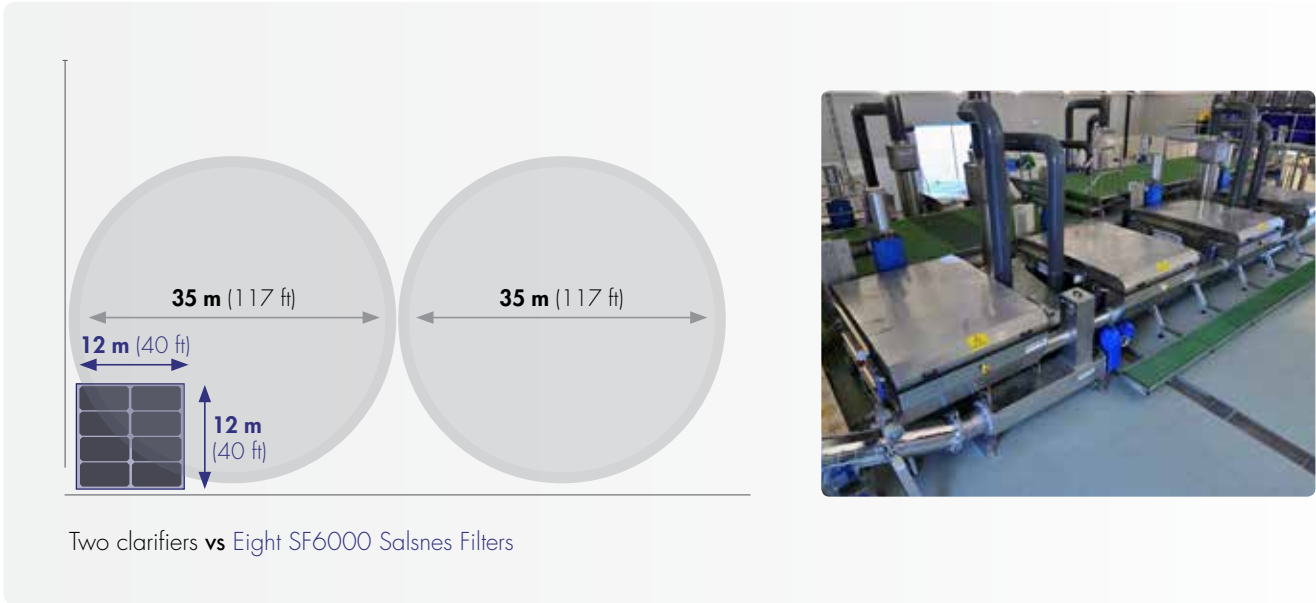 35 m (117 ft)
35 m (117 ft)
12 m (40 ft)
12 m
(40 ft)
Two clarifiers vs Eight SF6000 Salsnes Filters